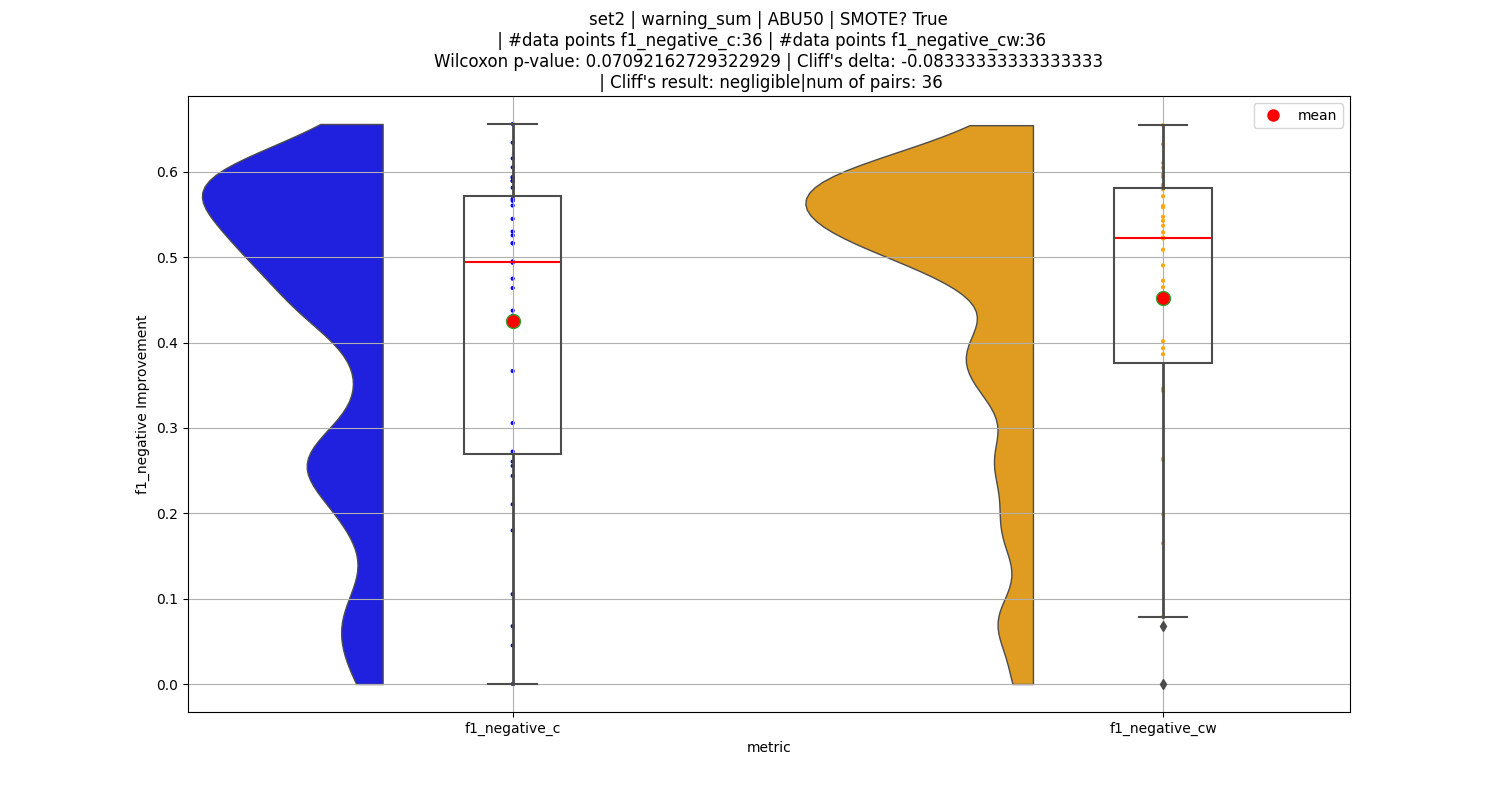 set2 | warning_sum | ABU50 | SMOTE? True
| #data points f1_negative_c:36 | #data points f1_negative_cw:36
Wilcoxon p-value: 0.07092162729322929 | Cliff's delta: -0.08333333333333333
| Cliff's result: negligible|num of pairs: 36
mean
0.6
0.5
0.4
0.3
0.2
0.1
0.0
f1_negative Improvement
f1_negative_c
f1_negative_cw
metric